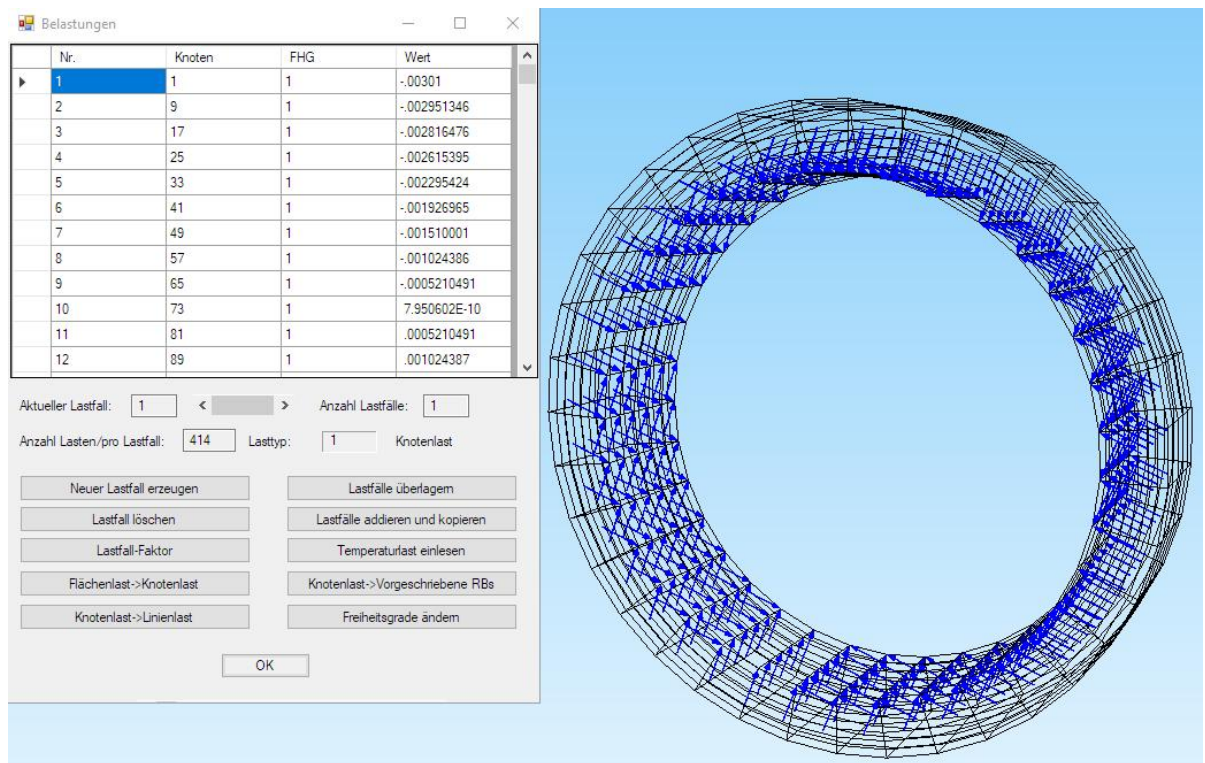 Belastungen
Nr. Knoten FHG Wert
1 1 1 -.00301
2 9 1 -.002951346
3 17 1 -.002816476
4 25 1 -.002615395
5 33 1 -.002295424
6 41 1 -.001926965
7 49 1 -.001510001
8 57 1 -.001024386
9 65 1 -.0005210491
10 73 1 7.950602E-10
11 81 1 .0005210491
12 89 1 .001024387
Aktueller Lastfall: 1 < > Anzahl Lastfälle: 1
Anzahl Lasten/pro Lastfall: 414 Lasttyp: 1 Knotenlast
Neuer Lastfall erzeugen Lastfälle überlagern
Lastfall löschen Lastfälle addieren und kopieren
Lastfall-Faktor Temperaturlast einlesen
Flächenlast->Knotenlast Knotenlast->Vorgeschriebene RBs
Knotenlast->Linienlast Freiheitsgrade ändern
OK